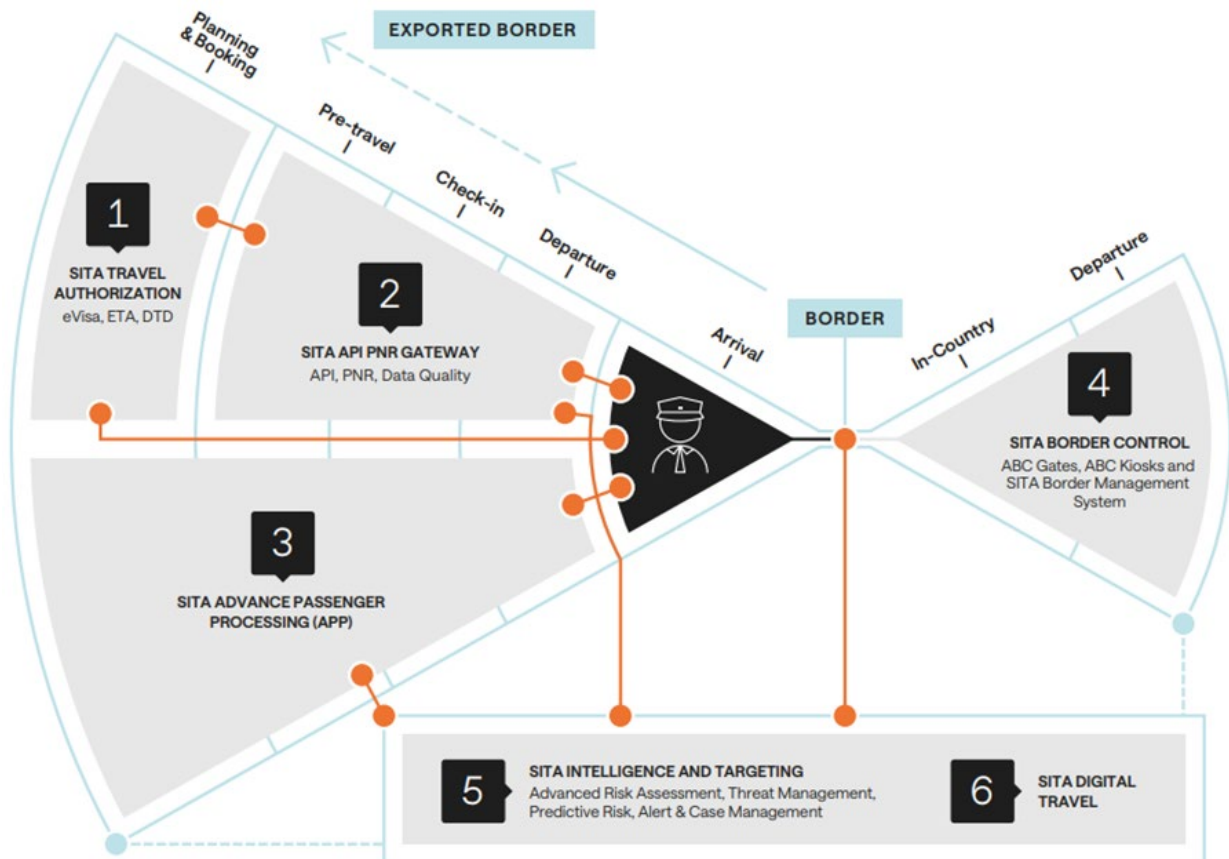 EXPORTED BORDER
Planning
& Booking
Pre-travel
Check-in
Departure
Arrival
BORDER
In-Country
Departure
1
SITA TRAVEL
AUTHORIZATION
eVisa, ETA, DTD
2
SITA API PNR GATEWAY
API, PNR, Data Quality
3
SITA ADVANCE PASSENGER
PROCESSING (APP)
4
SITA BORDER CONTROL
ABC Gates, ABC Kiosks and
SITA Border Management
System
5
SITA INTELLIGENCE AND TARGETING
Advanced Risk Assessment, Threat Management,
Predictive Risk, Alert & Case Management
6
SITA DIGITAL
TRAVEL